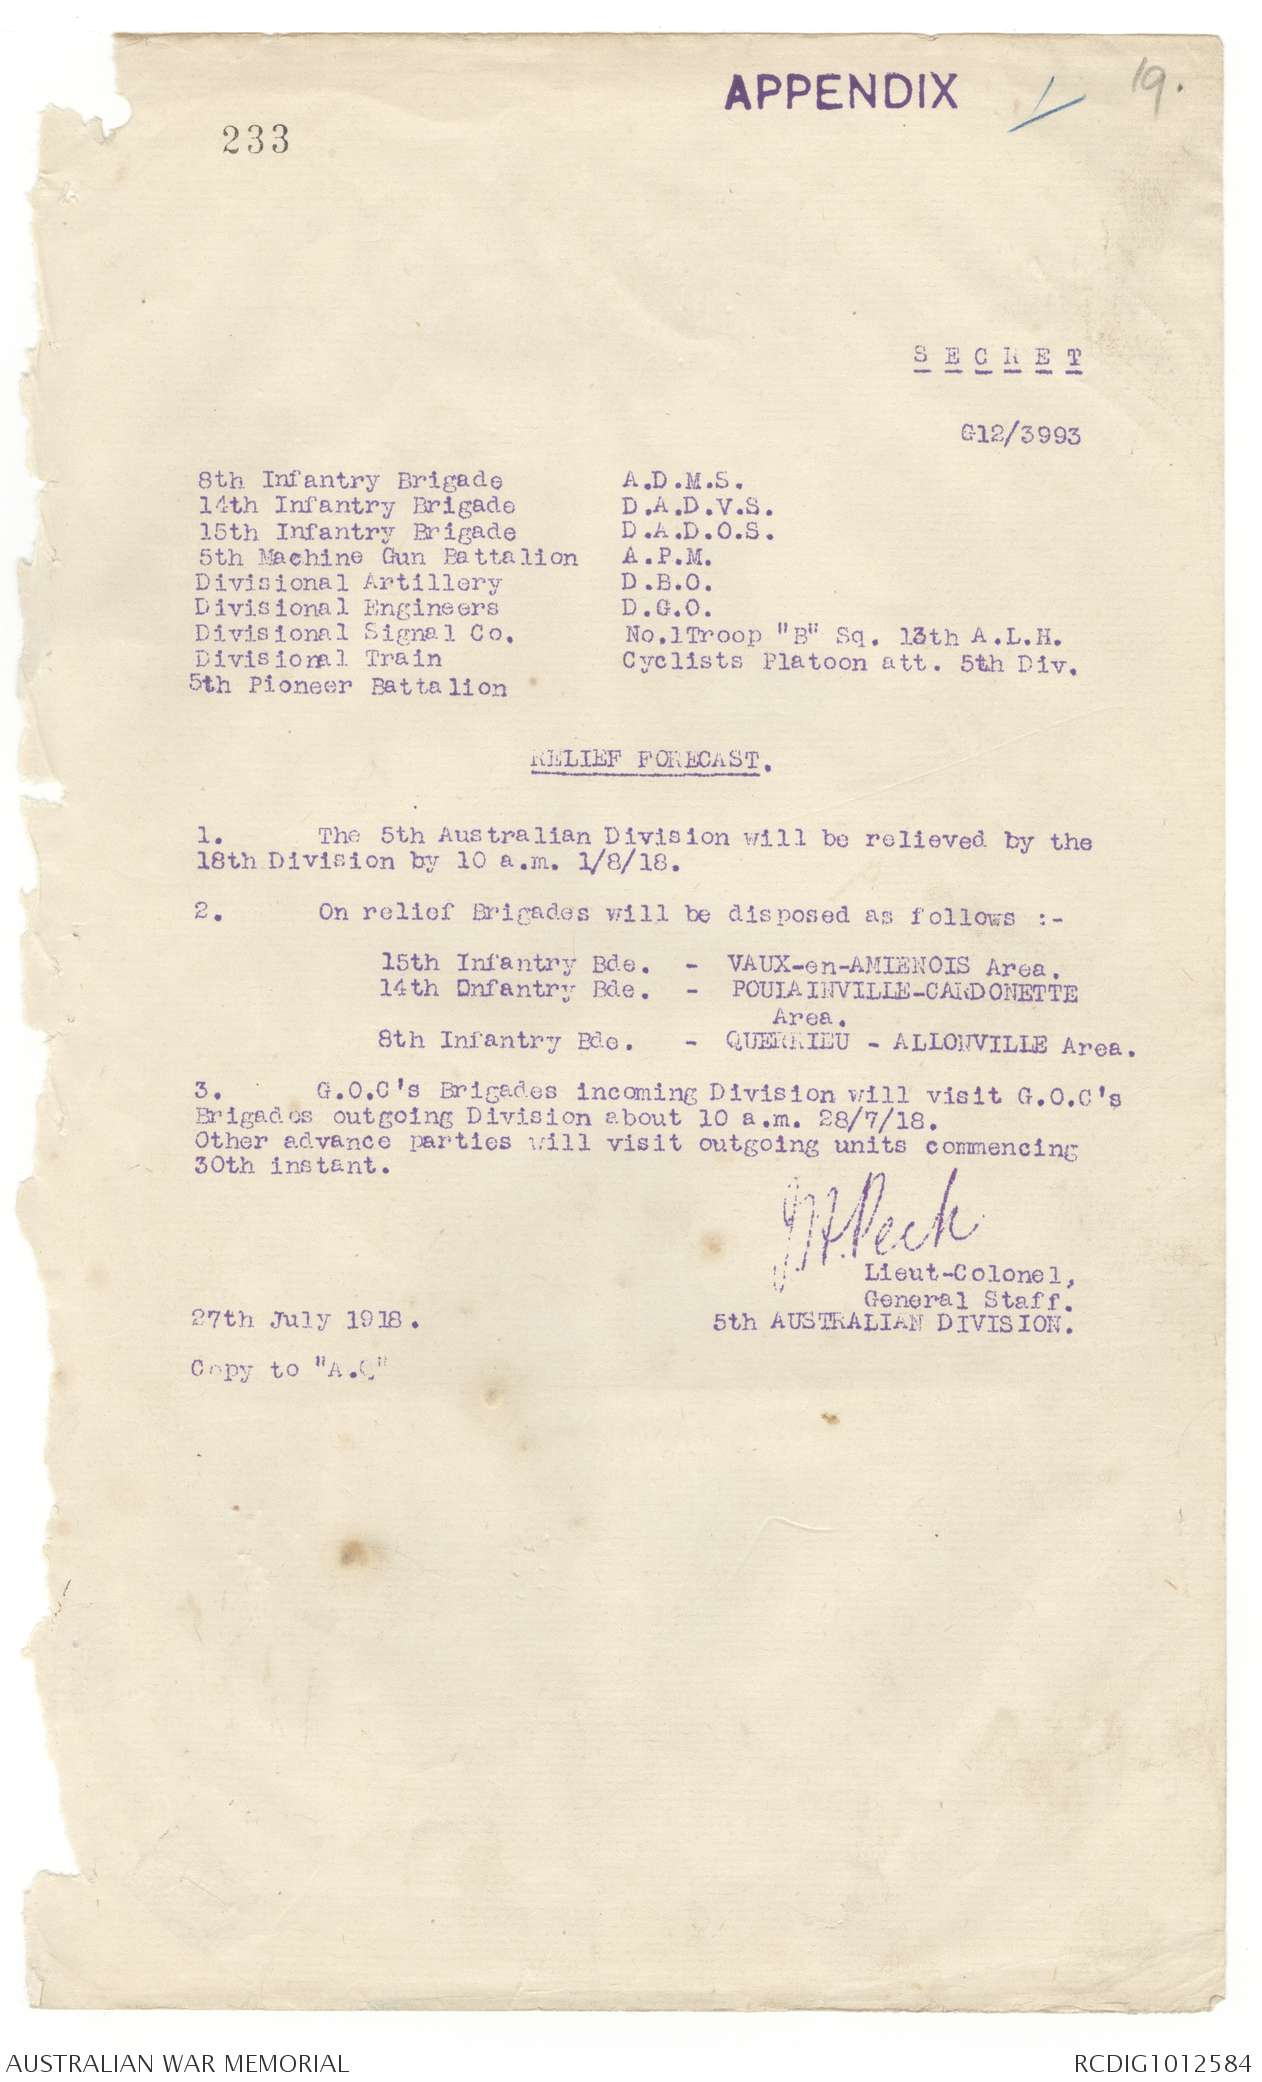 APPENDIX 19.
233
S E C R E T
G12/3993
8th Infantry Brigade A.D.M.S.
14th Infantry Brigade D.A.D.V.S.
15th Infantry Brigade D.A.D.O.S.
5th Machine Gun Battalion A.P.M.
Divisional Artillery D.B.O.
Divisional Engineers D.G.O.
Divisional Signal Co. No.1Troop "B" Sq. 13th A.L.H.
Divisional Train Cyclists Platoon att. 5th Div.
5th Pioneer Battalion
RELIEF FORECAST.
1. The 5th Australian Division will be relieved by the
18th Division by 10 a.m. 1/8/18.
2. On relief Brigades will be disposed as follows :-
15th Infantry Bde. - VAUX-en-AMIENOIS Area.
14th Onfantry Bde. - POULAINVILLE-CARDONETTE
Area.
8th Infantry Bde. - QUERRIEU - ALLONVILLE Area.
3. G.O.C's Brigades incoming Division will visit G.O.C's
Brigades outgoing Division about 10 a.m. 28/7/18.
Other advance parties will visit outgoing units commencing
30th instant.
J.H.Peck
Lieut-Colonel,
General Staff.
27th July 1918. 5th AUSTRALIAN DIVISION.
Copy to "A.Q"
AUSTRALIAN WAR MEMORIAL RCDIG1012584